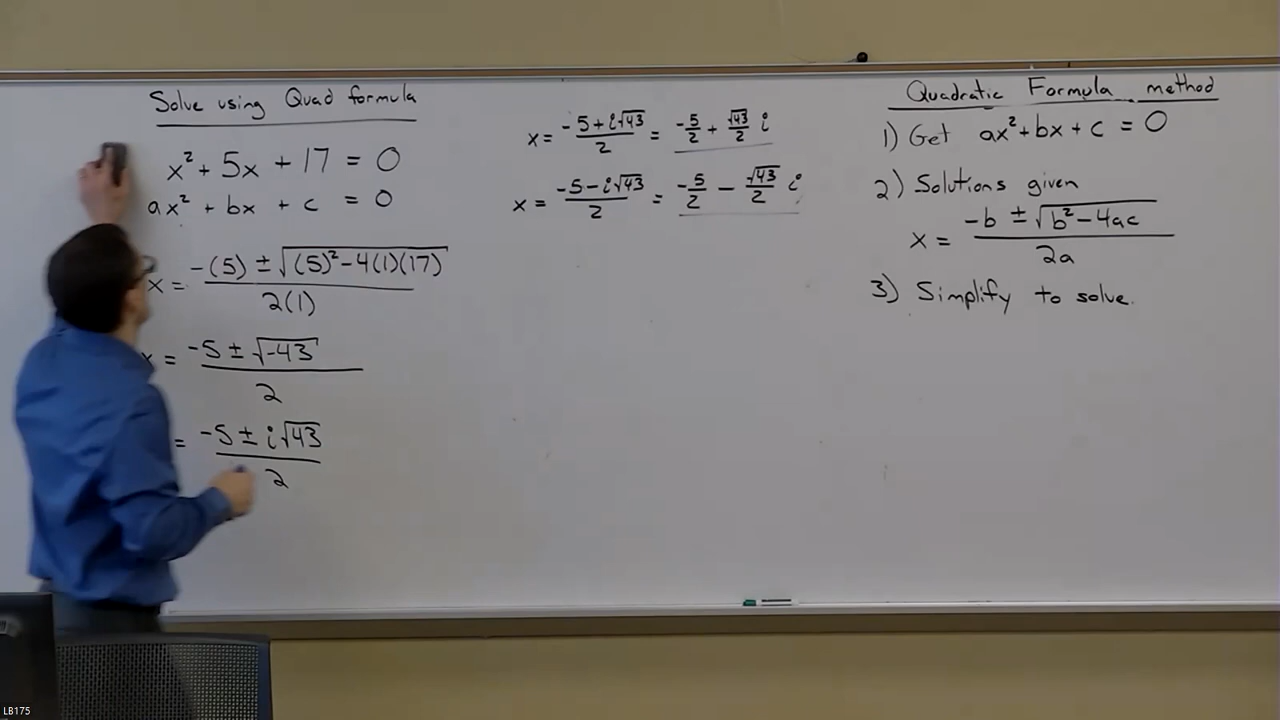 Solve using Quad formula
x² + 5x + 17 = 0
ax² + bx + c = 0
x = -(5) ± √(5)² - 4(1)(17) / 2(1)
x = -5 ± √-43 / 2
= -5 ± i√43 / 2
x = -5 + i√43 / 2 = -5/2 + √43/2 i
x = -5 - i√43 / 2 = -5/2 - √43/2 i
Quadratic Formula method
1) Get ax² + bx + c = 0
2) Solutions given
x = -b ± √b² - 4ac / 2a
3) Simplify to solve.
LB175